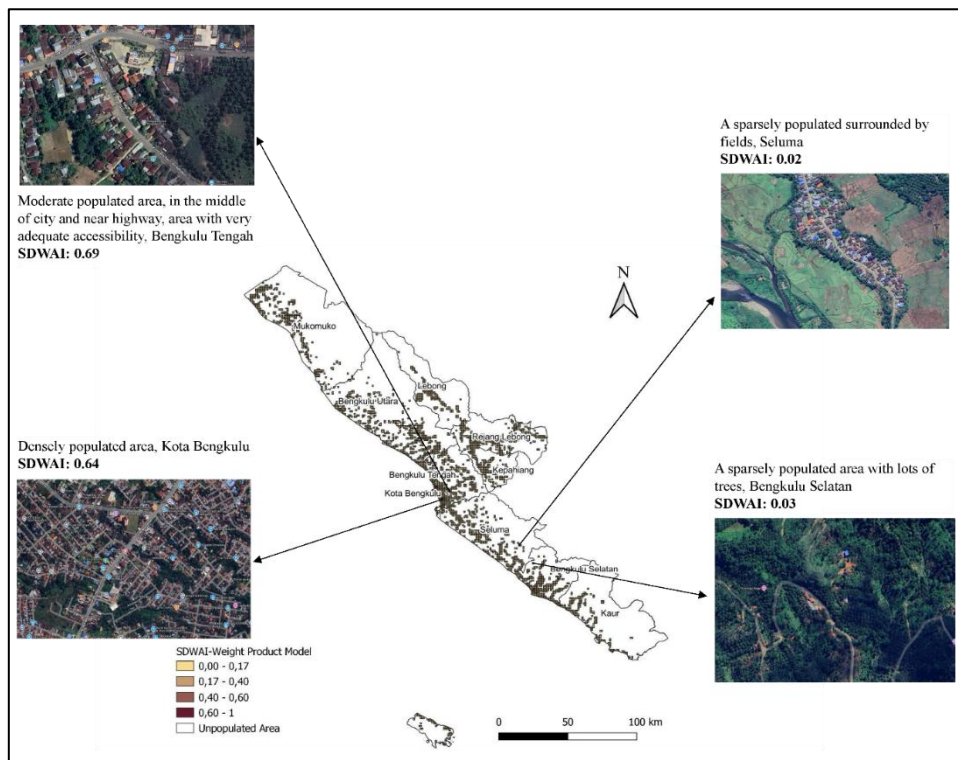 Moderate populated area, in the middle
of city and near highway, area with very
adequate accessibility, Bengkulu Tengah
SDWAI: 0.69
A sparsely populated surrounded by
fields, Seluma
SDWAI: 0.02
N
Mukomuko
Lebong
Bengkulu Utara
Rejang Lebong
Kepahiang
Bengkulu Tengah
Kota Bengkulu
Seluma
Bengkulu Selatan
Kaur
Densely populated area, Kota Bengkulu
SDWAI: 0.64
A sparsely populated area with lots of
trees, Bengkulu Selatan
SDWAI: 0.03
SDWAI-Weight Product Model
0,00 - 0,17
0,17 - 0,40
0,40 - 0,60
0,60 - 1
Unpopulated Area
0 50 100 km